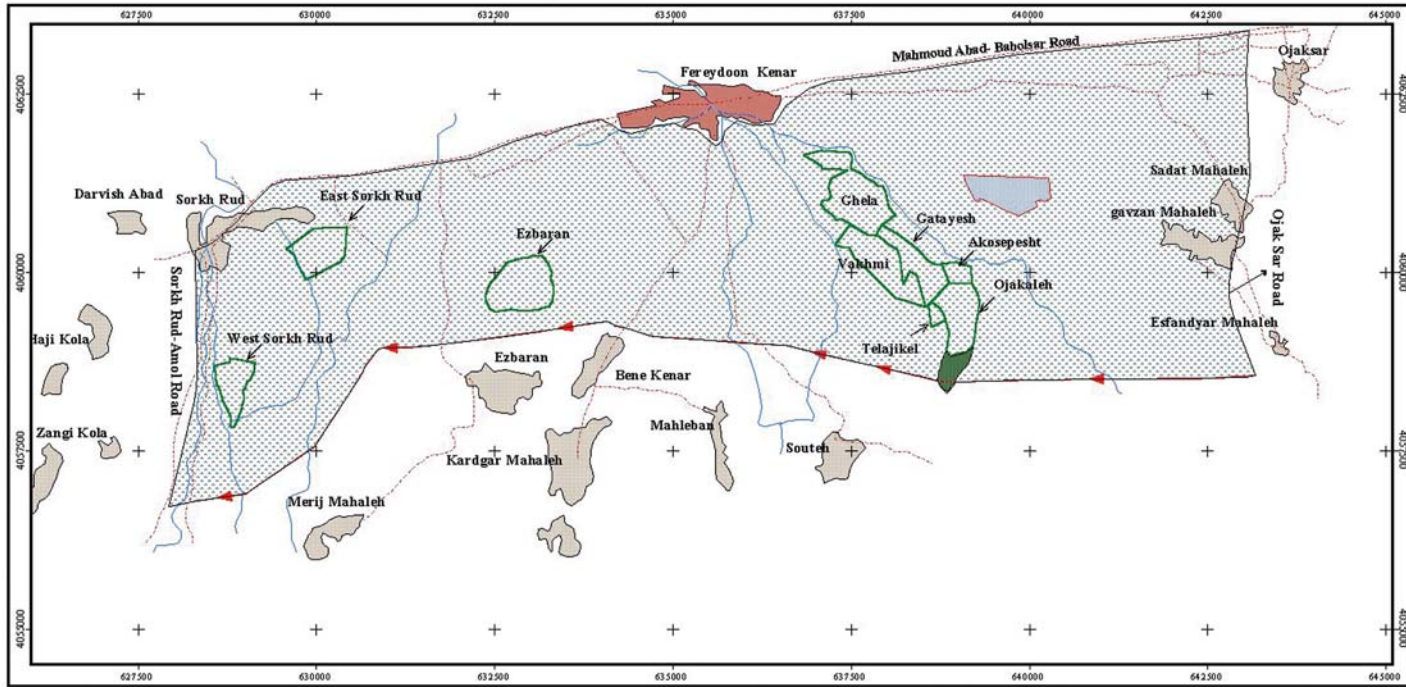 627500 630000 632500 635000 637500 640000 642500 645000
Mahmoud Abad- Babolsar Road
Ojaksar
Fereydoon Kenar
4062500
4062500
Darvish Abad
Sorkh Rud
East Sorkh Rud
Ezbaran
Ghela
Gatayesh
Akosepesht
Vakhmi
Ojakaleh
Telajikel
Sadat Mahaleh
gavzan Mahaleh
Ojak Sar Road
Esfandyar Mahaleh
4060000
4060000
Haji Kola
West Sorkh Rud
Sorkh Rud-Amol Road
Ezbaran
Bene Kenar
Zangi Kola
Kardgar Mahaleh
Mahleban
Souteh
4057500
Merij Mahaleh
4055000
627500 630000 632500 635000 637500 640000 642500 645000